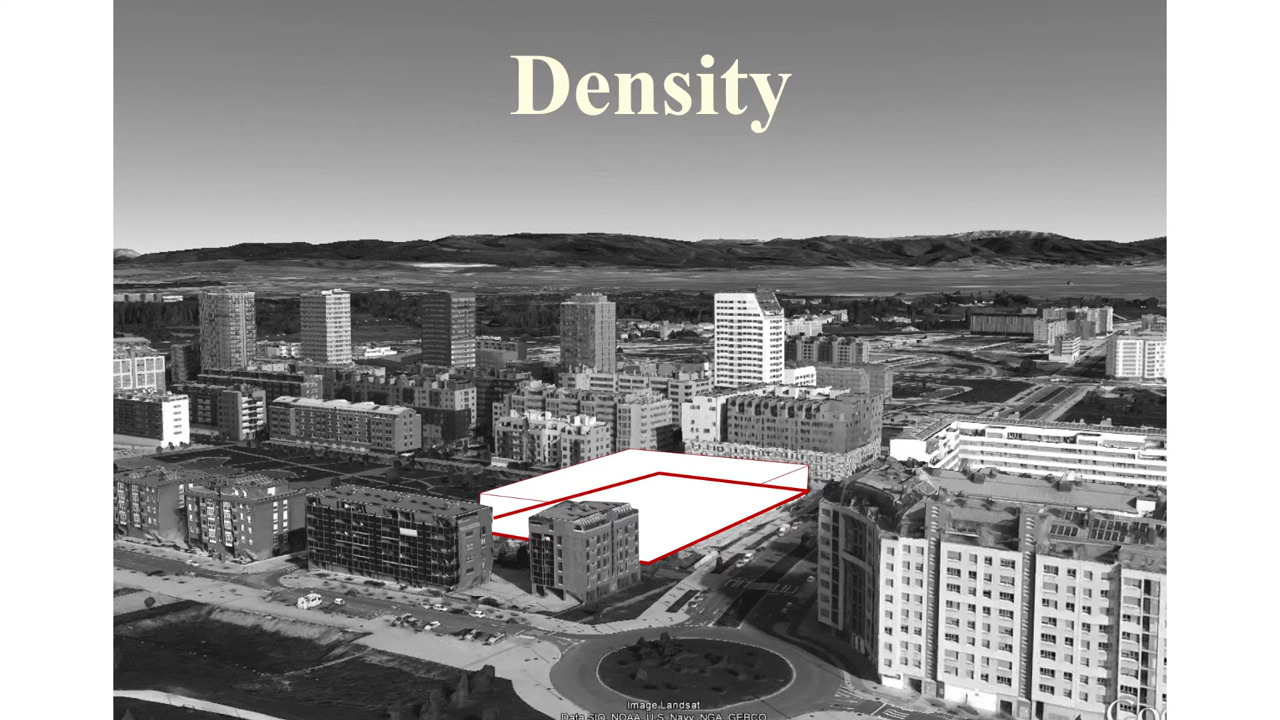 Density
Image Landsat
Data SIO, NOAA, U.S. Navy, NGA, GEBCO